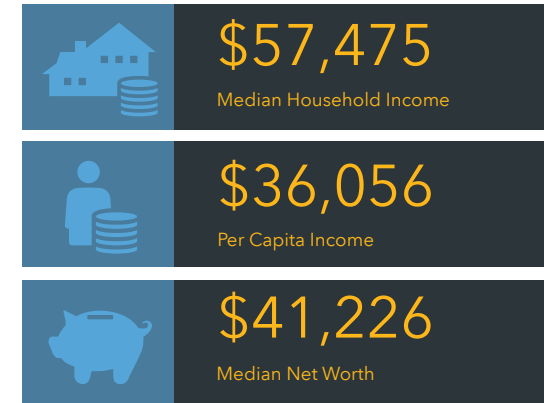 $57,475
Median Household Income
$36,056
Per Capita Income
$41,226
Median Net Worth